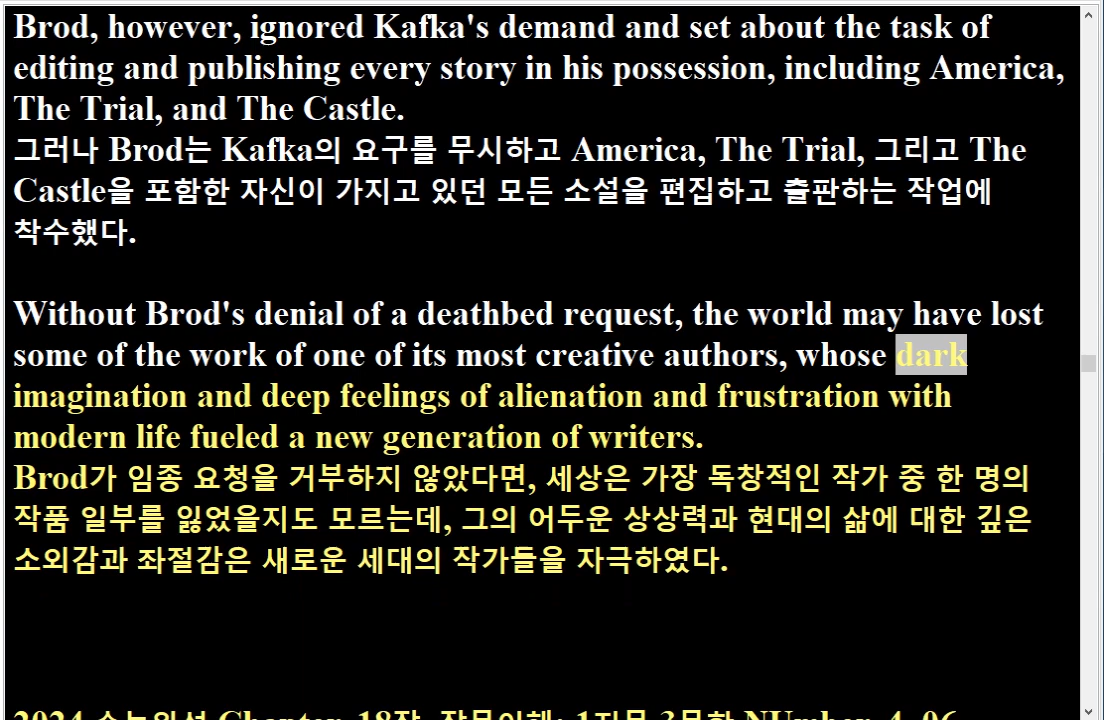 Brod, however, ignored Kafka's demand and set about the task of
editing and publishing every story in his possession, including America,
The Trial, and The Castle.
그러나 Brod는 Kafka의 요구를 무시하고 America, The Trial, 그리고 The
Castle을 포함한 자신이 가지고 있던 모든 소설을 편집하고 출판하는 작업에
착수했다.
Without Brod's denial of a deathbed request, the world may have lost
some of the work of one of its most creative authors, whose dark
imagination and deep feelings of alienation and frustration with
modern life fueled a new generation of writers.
Brod가 임종 요청을 거부하지 않았다면, 세상은 가장 독창적인 작가 중 한 명의
작품 일부를 잃었을지도 모르는데, 그의 어두운 상상력과 현대의 삶에 대한 깊은
소외감과 좌절감은 새로운 세대의 작가들을 자극하였다.
2024 수능완성 Chapter 18장